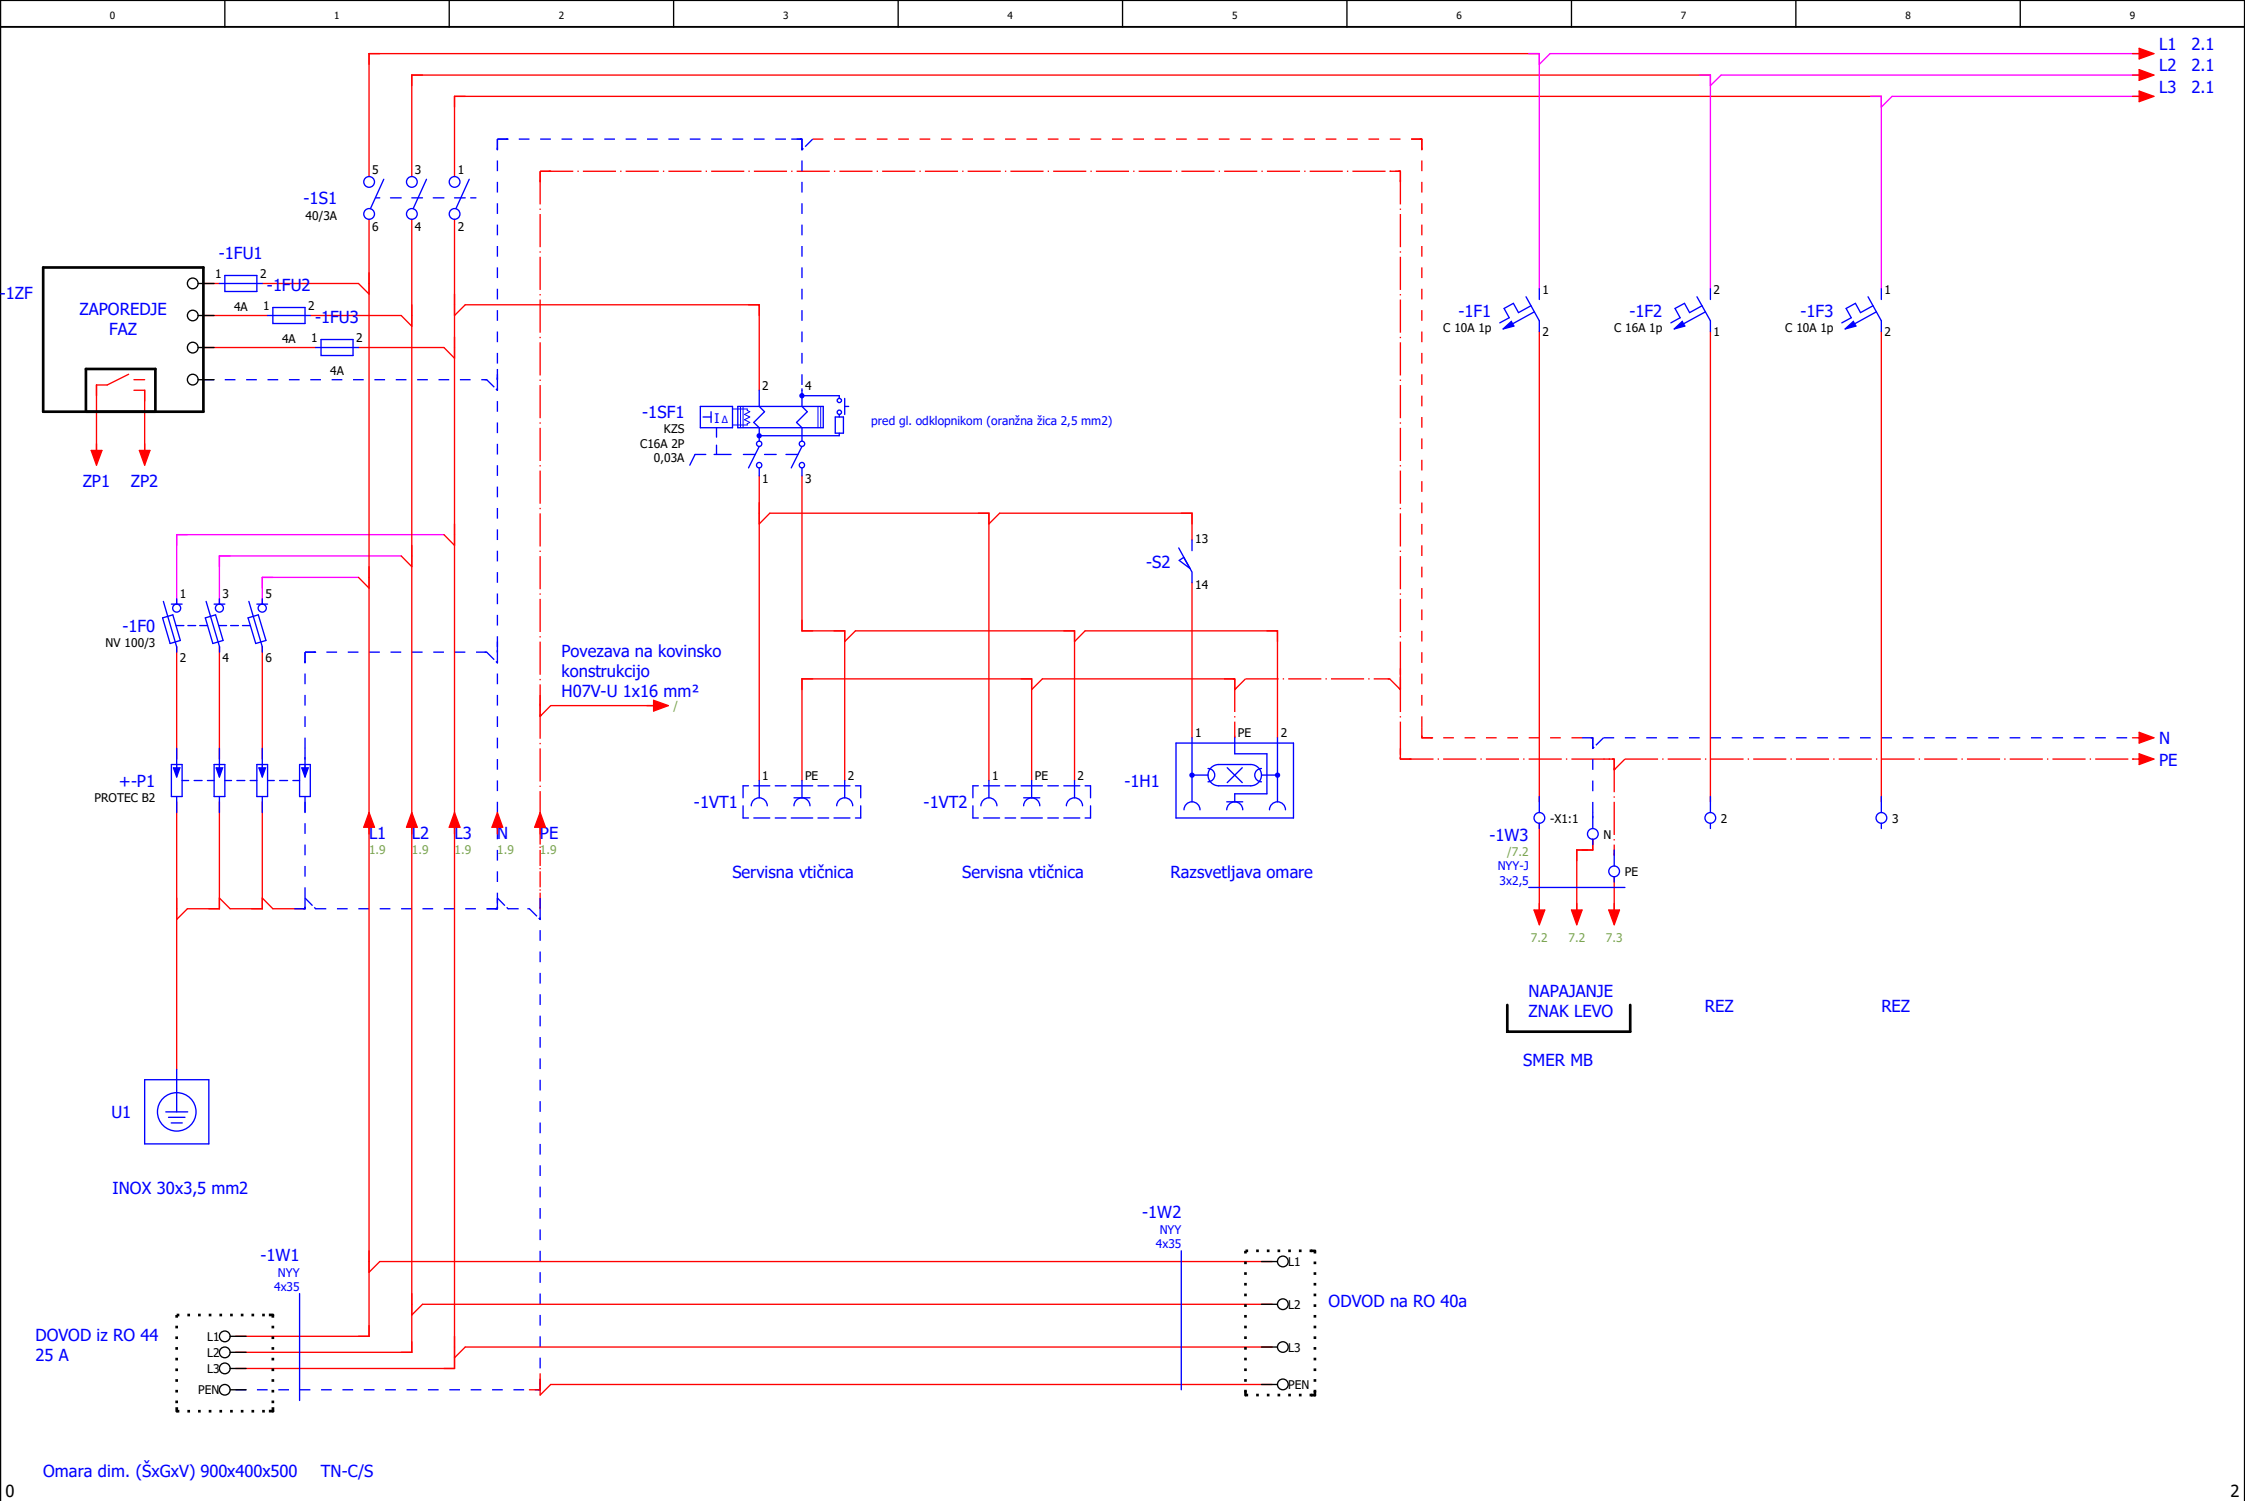 0 1 2 3 4 5 6 7 8 9
L1 2.1
L2 2.1
L3 2.1
5 3 1
-1S1
40/3A
6 4 2
-1FU1
1 2
-1FU2
4A 1 2
-1FU3
4A 1 2
4A
-1ZF
ZAPOREDJE
FAZ
ZP1 ZP2
2 4
-1SF1
KZS
C16A 2P
0,03A
I Δ
1 3
pred gl. odklopnikom (oranžna žica 2,5 mm2)
1
-1F1
C 10A 1p
2
2
-1F2
C 16A 1p
1
1
-1F3
C 10A 1p
2
13
-S2
14
1 3 5
-1F0
NV 100/3
2 4 6
Povezava na kovinsko
konstrukcijo
H07V-U 1x16 mm²
/
+-P1
PROTEC B2
L1 L2 L3 N PE
1.9 1.9 1.9 1.9 1.9
1 PE 2
-1VT1
Servisna vtičnica
1 PE 2
-1VT2
Servisna vtičnica
1 PE 2
-1H1
Razsvetljava omare
N
PE
-X1:1
2
3
-1W3
/7.2
NYY-J
3x2,5
N
PE
7.2 7.2 7.3
NAPAJANJE
ZNAK LEVO
SMER MB
REZ
REZ
U1
INOX 30x3,5 mm2
-1W1
NYY
4x35
-1W2
NYY
4x35
DOVOD iz RO 44
25 A
L1
L2
L3
PEN
L1
L2
L3
PEN
ODVOD na RO 40a
Omara dim. (ŠxGxV) 900x400x500 TN-C/S
0
2